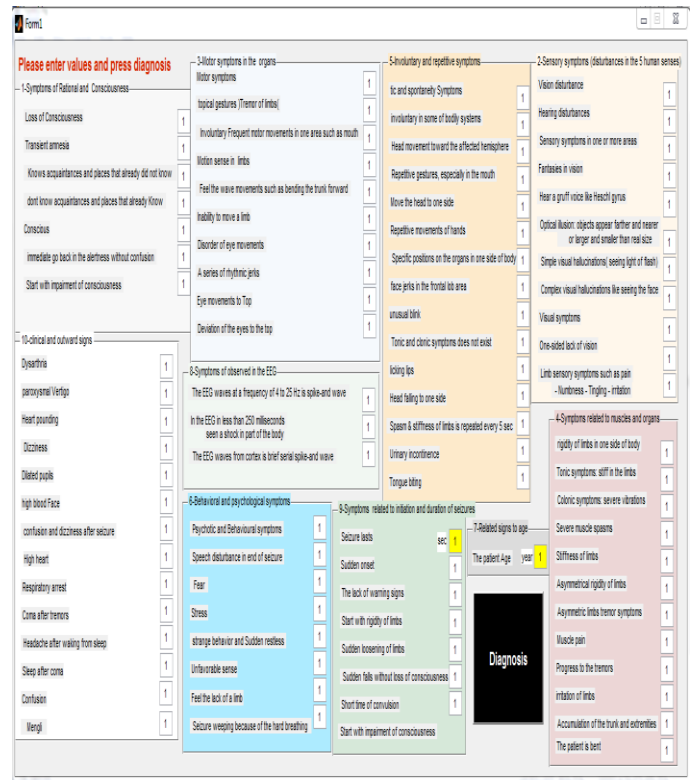 Form1
Please enter values and press diagnosis
1-Symptoms of Rational and Consciousness
Loss of Consciousness 1
Transient amnesia 1
Knows acquaintances and places that already did not know 1
dont know acquaintances and places that already Know 1
Conscious 1
immediate go back in the alertness without confusion 1
Start with impairment of consciousness 1
10-clinical and outward signs
Dysarthria 1
paroxysmal Vertigo 1
Heart pounding 1
Dizziness 1
Dilated pupils 1
high blood Face 1
confusion and dizziness after seizure 1
High heart 1
Respiratory arrest 1
Coma after tremors 1
Headache after waking from sleep 1
Sleep after coma 1
Confusion 1
Mengli 1
3-Motor symptoms in the organs
Motor symptoms 1
topical gestures (Tremor of limbs( 1
Involuntary Frequent motor movements in one area such as mouth 1
Motion sense in limbs 1
Feel the wave movements such as bending the trunk forward 1
Inability to move a limb 1
Disorder of eye movements 1
A series of rhythmic jerks 1
Eye movements to Top 1
Deviation of the eyes to the top 1
8-Symptoms of observed in the EEG
The EEG waves at a frequency of 4 to 25 Hz is spike-and wave 1
In the EEG in less than 250 miliseconds
seen a shock in part of the body 1
The EEG waves from cortex is brief serial spike-and wave 1
6-Behavioral and psychological symptoms
Psychotic and Behavioural symptoms 1
Speech disturbance in end of seizure 1
Fear 1
Stress 1
strange behavior and Sudden restless 1
Unfavorable sense 1
Feel the lack of a limb 1
Seizure weeping because of the hard breathing 1
5-Involuntary and repetitive symptoms
tic and spontaneity Symptoms 1
involuntary in some of bodily systems 1
Head movement toward the affected hemisphere 1
Repetitive gestures, especially in the mouth 1
Move the head to one side 1
Repetitive movements of hands 1
Specific positions on the organs in one side of body 1
face jerks in the frontal lob area 1
unusual blink 1
Tonic and clonic symptoms does not exist 1
licking lips 1
Head falling to one side 1
Spasm & stiffness of limbs is repeated every 5 sec 1
Urinary incontinence 1
Tongue biting 1
9-Symptoms related to initiation and duration of seizures
Seizure lasts sec 1
Sudden onset 1
The lack of warning signs 1
Start with rigidity of limbs 1
Sudden loosening of limbs 1
Sudden falls without loss of consciousness 1
Short time of convulsion 1
Start with impairment of consciousness
7-Related signs to age
The patient Age year 1
Diagnosis
2-Sensory symptoms (disturbances in the 5 human senses)
Vision disturbance 1
Hearing disturbances 1
Sensory symptoms in one or more areas 1
Fantasies in vision 1
Hear a gruff voice like Heschl gyrus 1
Optical illusion: objects appear farther and nearer
or larger and smaller than real size 1
Simple visual hallucinations( seeing light of flash) 1
Complex visual hallucinations like seeing the face 1
Visual symptoms 1
One-sided lack of vision 1
Limb sensory symptoms such as pain
- Numbness - Tingling - irritation 1
4-Symptoms related to muscles and organs
rigidity of limbs in one side of body 1
Tonic symptoms: stiff in the limbs 1
Colonic symptoms: severe vibrations 1
Severe muscle spasms 1
Stiffness of limbs 1
Asymmetrical rigidity of limbs 1
Asymmetric limbs tremor symptoms 1
Muscle pain 1
Progress to the tremors 1
irritation of limbs 1
Accumulation of the trunk and extremities 1
The patient is bent 1